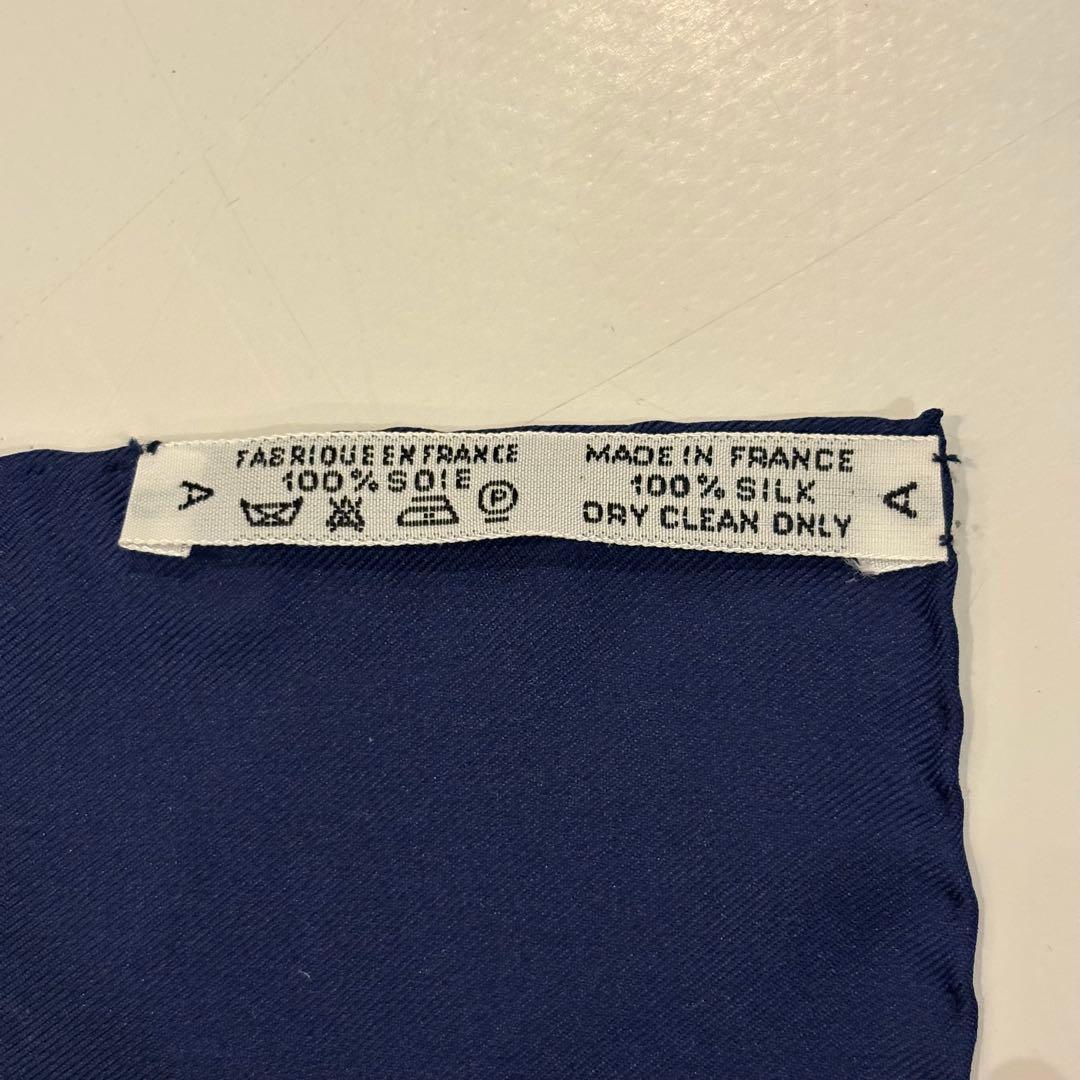 A
FABRIQUE EN FRANCE
100% SOIE
P
MADE IN FRANCE
100% SILK
DRY CLEAN ONLY
A